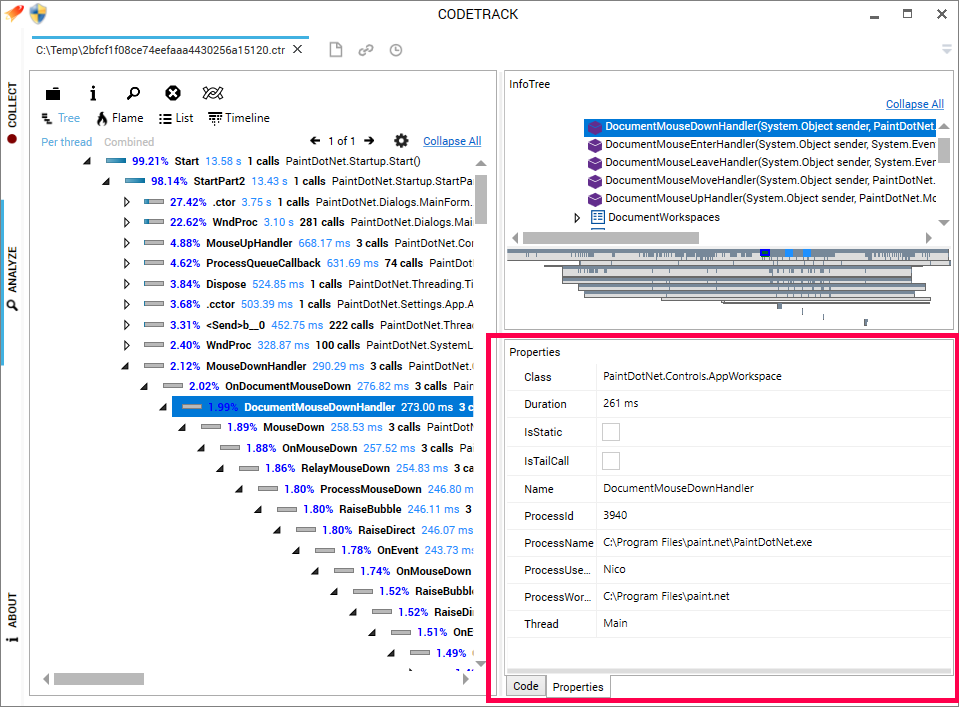 CODETRACK
C:\Temp\2bfcf1f08ce74eefaaa4430256a15120.ctr
COLLECT
ANALYZE
ABOUT
Tree Flame List Timeline
Per thread Combined 1 of 1 Collapse All
99.21% Start 13.58 s 1 calls PaintDotNet.Startup.Start()
98.14% StartPart2 13.43 s 1 calls PaintDotNet.Startup.StartPa
27.42% .ctor 3.75 s 1 calls PaintDotNet.Dialogs.MainForm.
22.62% WndProc 3.10 s 281 calls PaintDotNet.Dialogs.Main
4.88% MouseUpHandler 668.17 ms 3 calls PaintDotNet.Cor
4.62% ProcessQueueCallback 631.69 ms 74 calls PaintDot
3.84% Dispose 524.85 ms 1 calls PaintDotNet.Threading.Ti
3.68% .cctor 503.39 ms 1 calls PaintDotNet.Settings.App.A
3.31% <Send>b__0 452.75 ms 222 calls PaintDotNet.Threa
2.40% WndProc 328.87 ms 100 calls PaintDotNet.SystemL
2.12% MouseDownHandler 290.29 ms 3 calls PaintDotNet.
2.02% OnDocumentMouseDown 276.82 ms 3 calls Pain
1.99% DocumentMouseDownHandler 273.00 ms 3 c
1.89% MouseDown 258.53 ms 3 calls PaintDotN
1.88% OnMouseDown 257.52 ms 3 calls Pa
1.86% RelayMouseDown 254.83 ms 3 ca
1.80% ProcessMouseDown 246.80 m
1.80% RaiseBubble 246.11 ms 3
1.80% RaiseDirect 246.07 ms
1.78% OnEvent 243.73 ms
1.74% OnMouseDown
1.52% RaiseBubble
1.52% RaiseDi
1.51% OnE
1.49%
InfoTree
Collapse All
DocumentMouseDownHandler(System.Object sender, PaintDotNet.
DocumentMouseEnterHandler(System.Object sender, System.Even
DocumentMouseLeaveHandler(System.Object sender, System.Even
DocumentMouseMoveHandler(System.Object sender, PaintDotNet.
DocumentMouseUpHandler(System.Object sender, PaintDotNet.Mo
DocumentWorkspaces
Properties
Class PaintDotNet.Controls.AppWorkspace
Duration 261 ms
IsStatic
IsTailCall
Name DocumentMouseDownHandler
ProcessId 3940
ProcessName C:\Program Files\paint.net\PaintDotNet.exe
ProcessUse... Nico
ProcessWor... C:\Program Files\paint.net
Thread Main
Code Properties